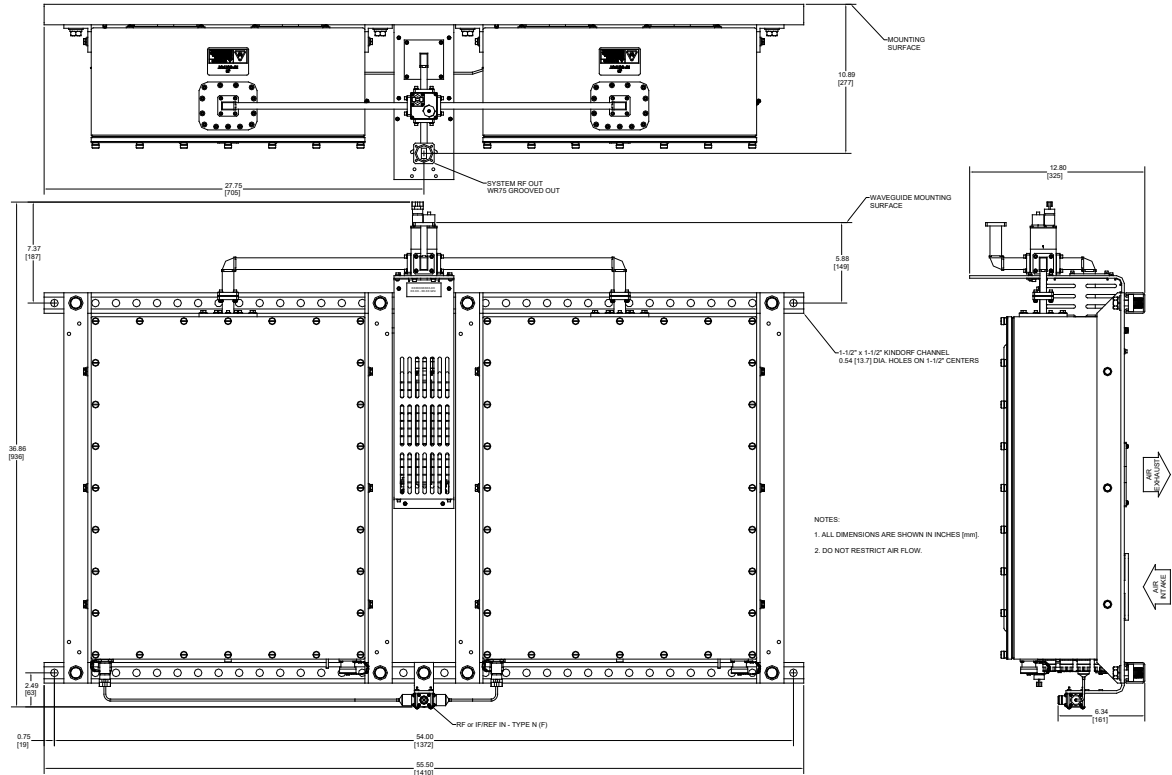 MOUNTING
SURFACE
10.89
[277]
SYSTEM RF OUT
WR75 GROOVED OUT
27.75
[705]
12.80
[325]
WAVEGUIDE MOUNTING
SURFACE
7.37
[187]
5.88
[149]
1-1/2" x 1-1/2" KINDORF CHANNEL
0.54 [13.7] DIA. HOLES ON 1-1/2" CENTERS
36.86
[936]
AIR
EXHAUST
NOTES:
1. ALL DIMENSIONS ARE SHOWN IN INCHES [mm].
2. DO NOT RESTRICT AIR FLOW.
AIR
INTAKE
2.49
[63]
6.34
[161]
RF or IF/REF IN - TYPE N (F)
0.75
[19]
54.00
[1372]
55.50
[1410]